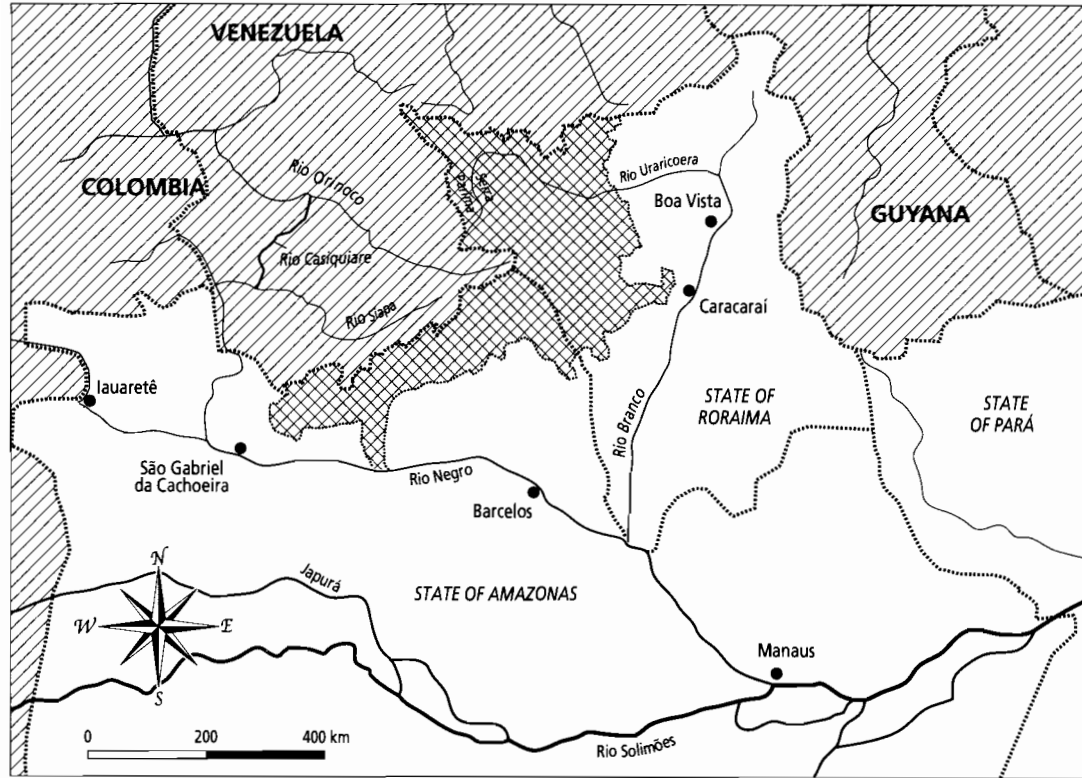 VENEZUELA
COLOMBIA
Rio Orinoco
Serra
Parima
Rio Uraricoera
Boa Vista
GUYANA
Rio Casiquiare
Rio Siapa
Caracaraí
Iauaretê
Rio Branco
STATE OF
RORAIMA
STATE
OF PARÁ
São Gabriel
da Cachoeira
Rio Negro
Barcelos
N
W
E
S
Japurá
STATE OF AMAZONAS
Manaus
0
200
400 km
Rio Solimões